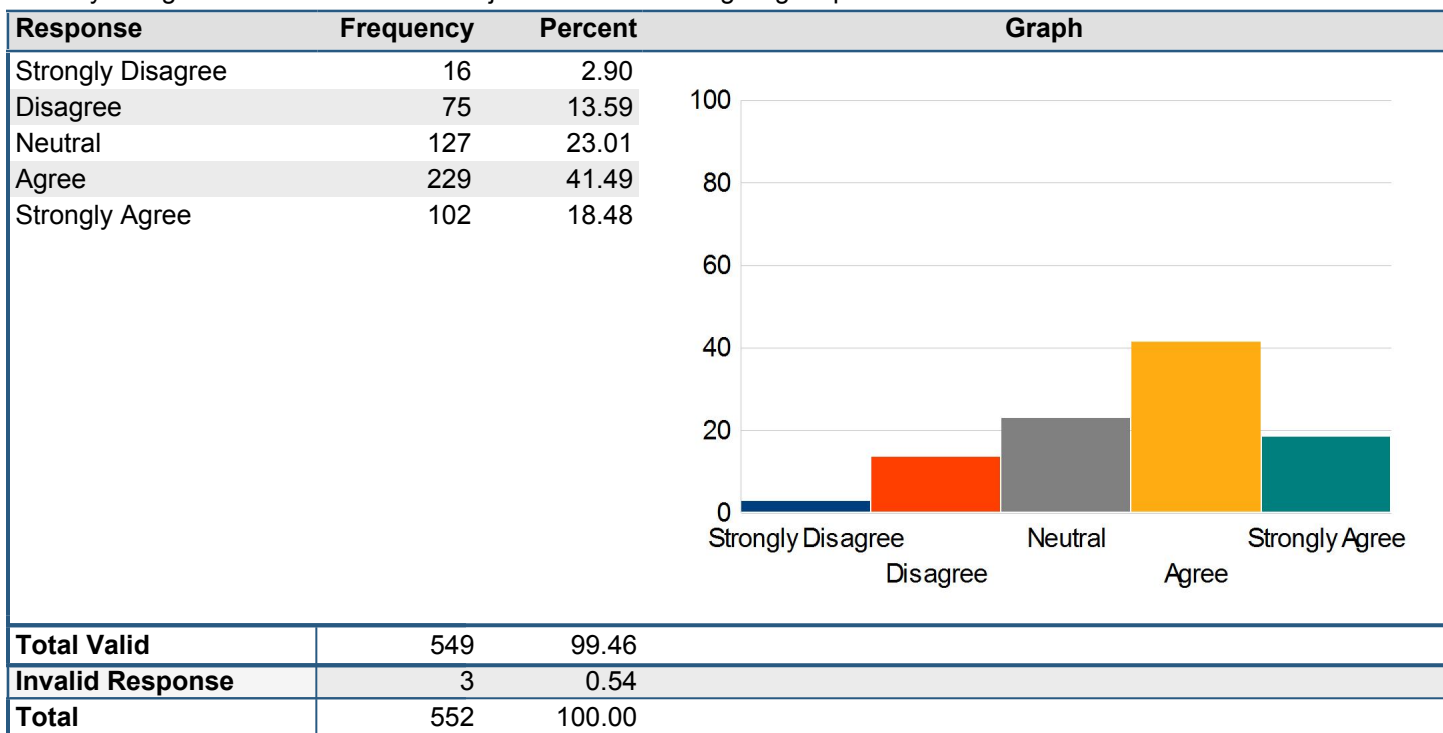 Response Frequency Percent Graph
Strongly Disagree 16 2.90
Disagree 75 13.59
Neutral 127 23.01
Agree 229 41.49
Strongly Agree 102 18.48
100
80
60
40
20
0
Strongly Disagree Neutral Strongly Agree
Disagree Agree
Total Valid 549 99.46
Invalid Response 3 0.54
Total 552 100.00